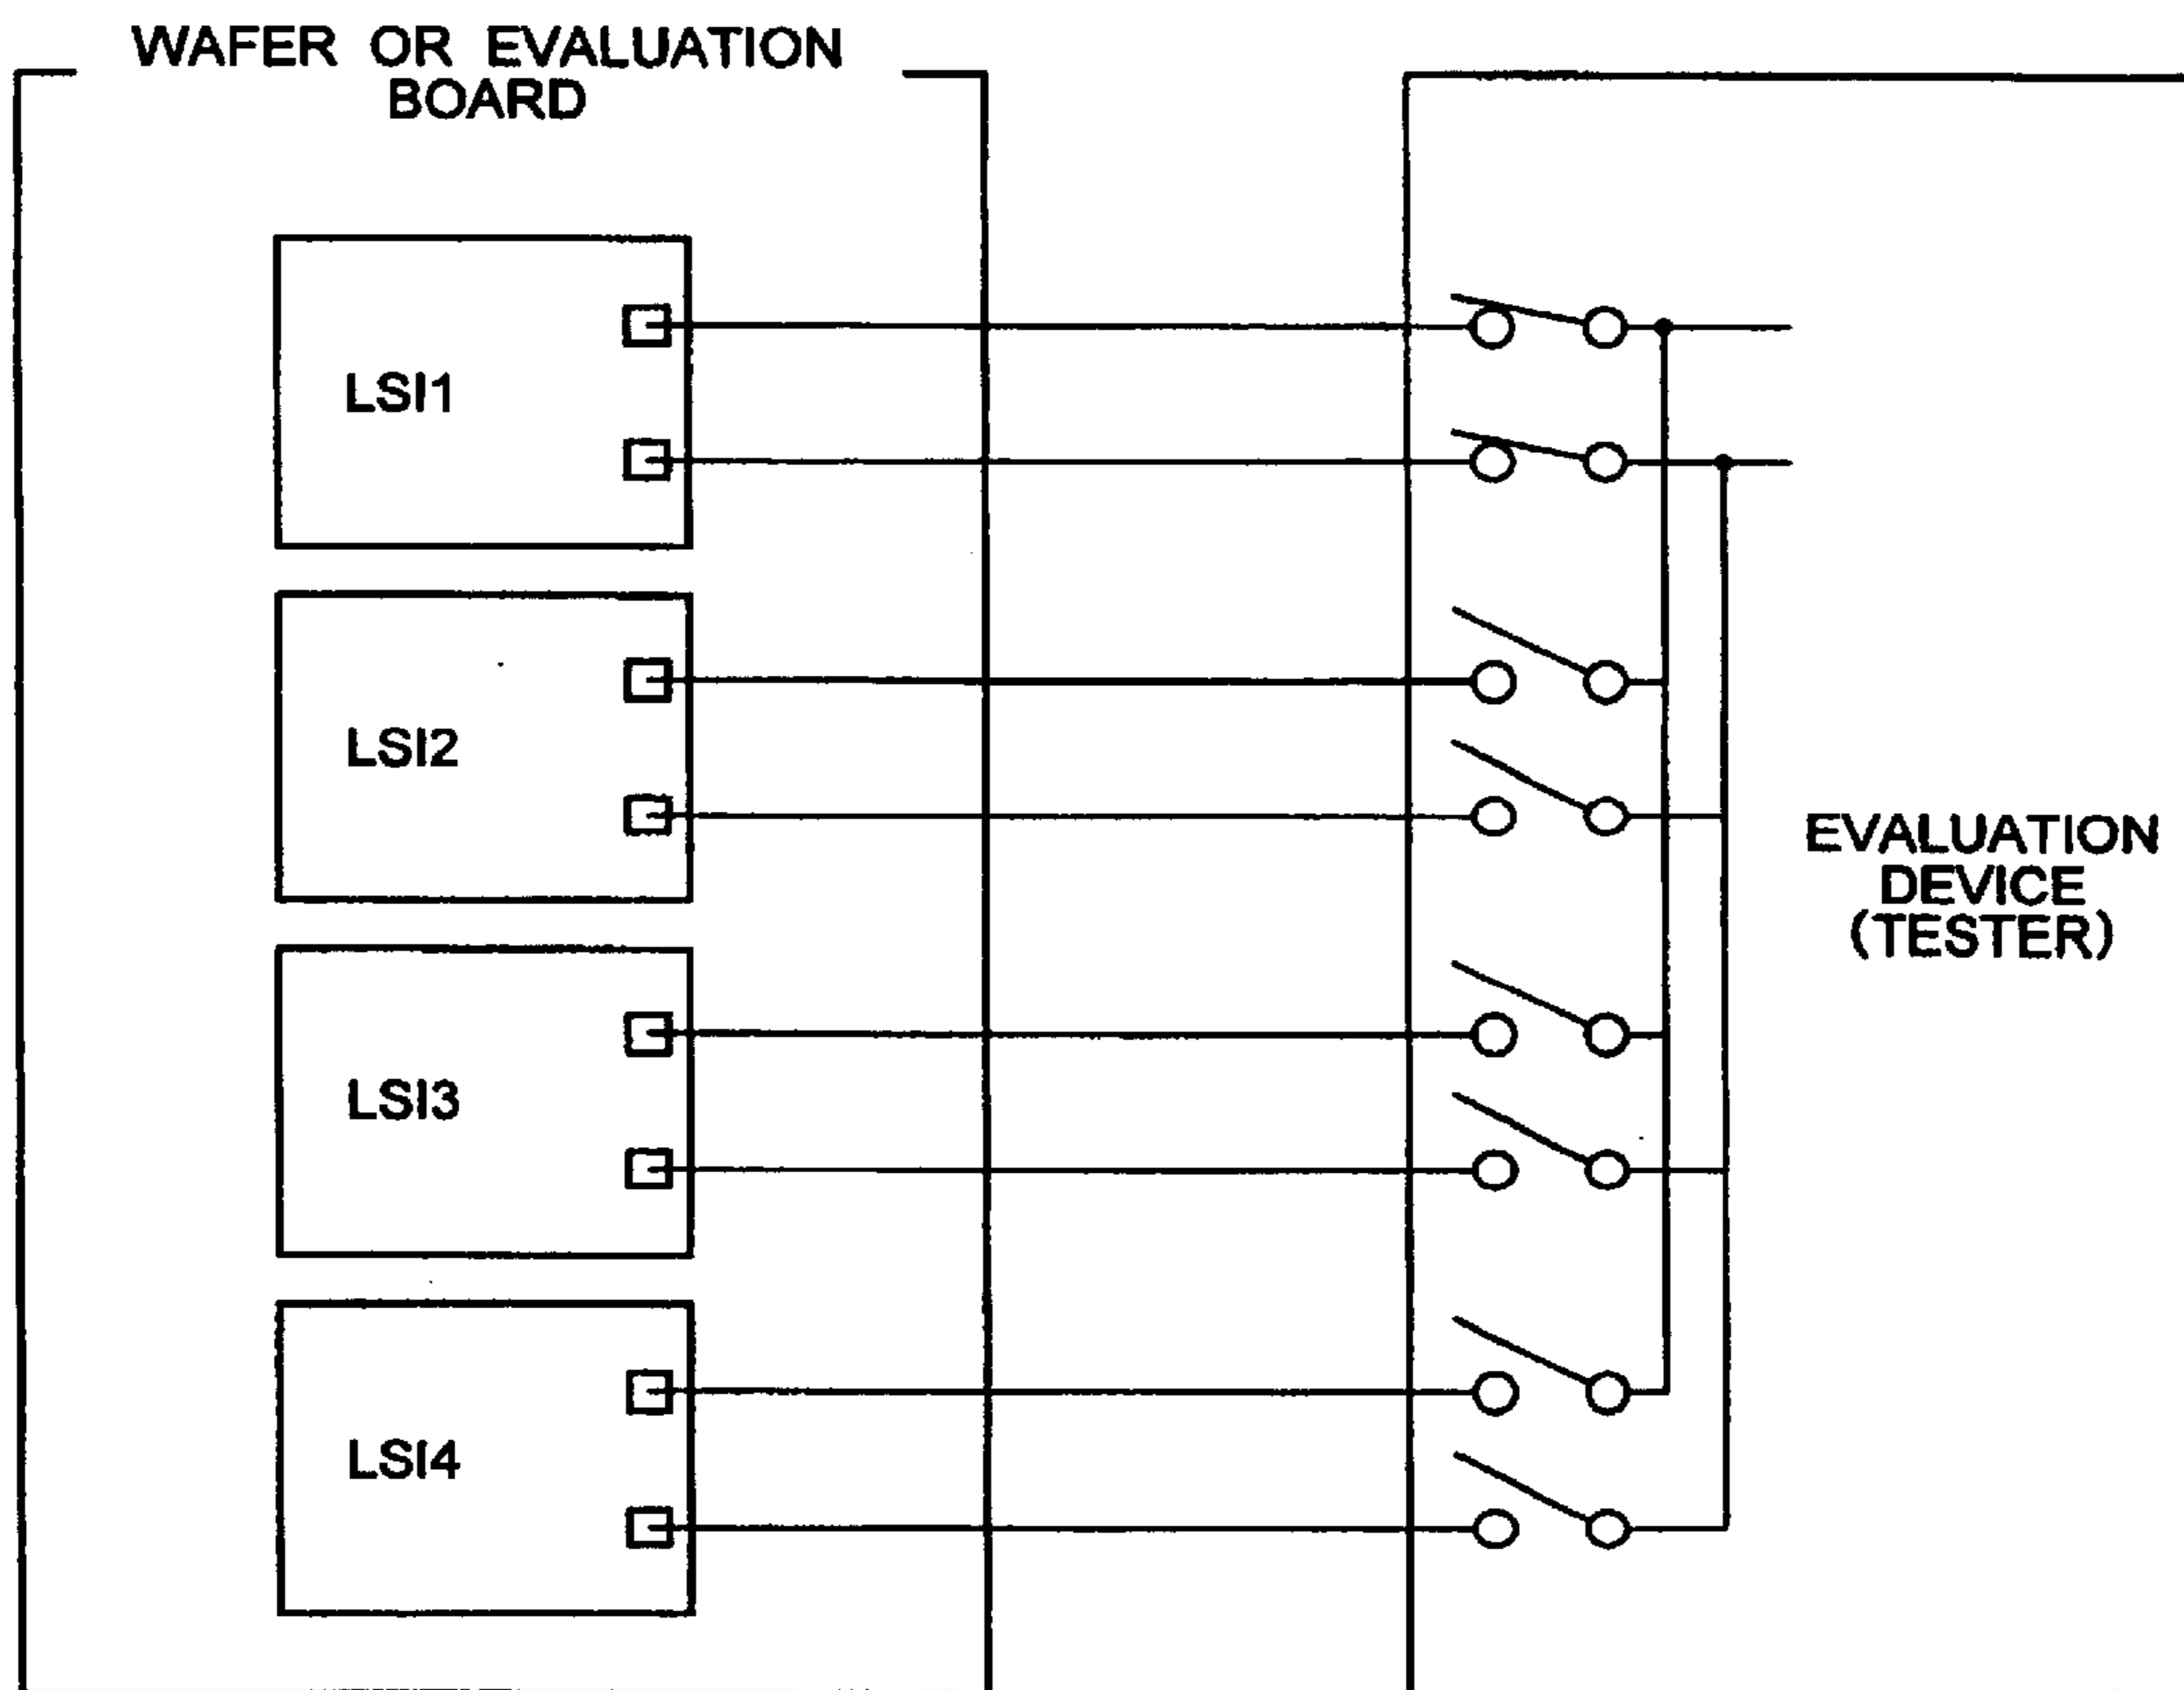 WAFER OR EVALUATION
BOARD
LSI1
LSI2
LSI3
LSI4
EVALUATION
DEVICE
(TESTER)